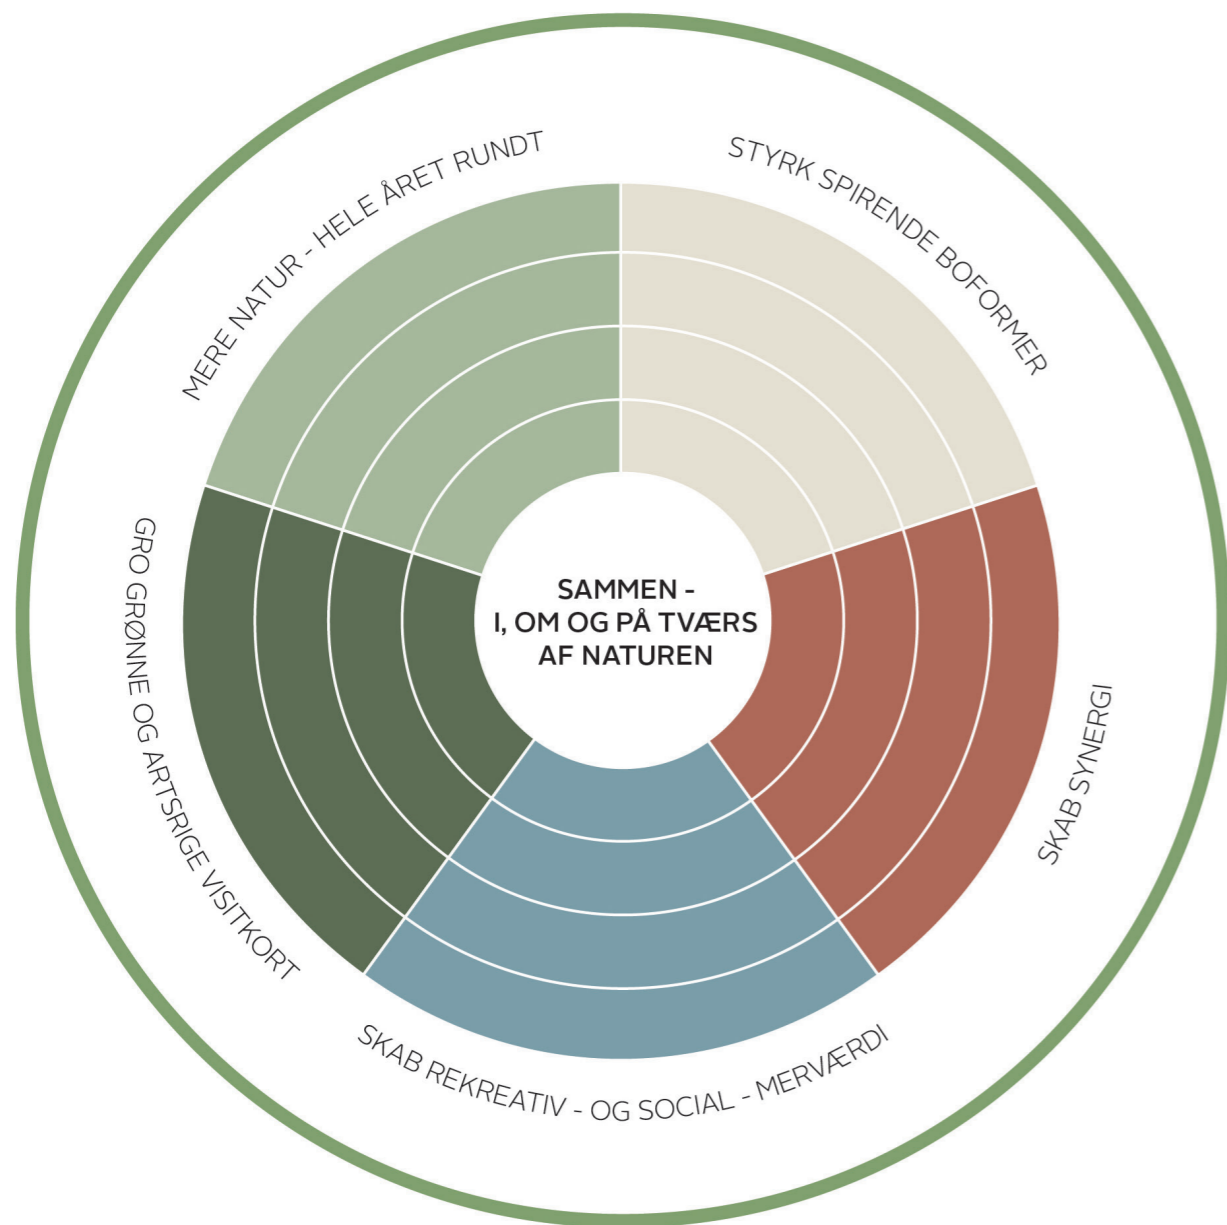 MERE NATUR - HELE ÅRET RUNDT
STYRK SPIRENDE BOFORMER
SAMMEN -
I, OM OG PÅ TVÆRS
AF NATUREN
GRO GRØNNE OG ARTSRIGE VISITKORT
SKAB SYNERGI
SKAB REKREATIV - OG SOCIAL - MERVÆRDI